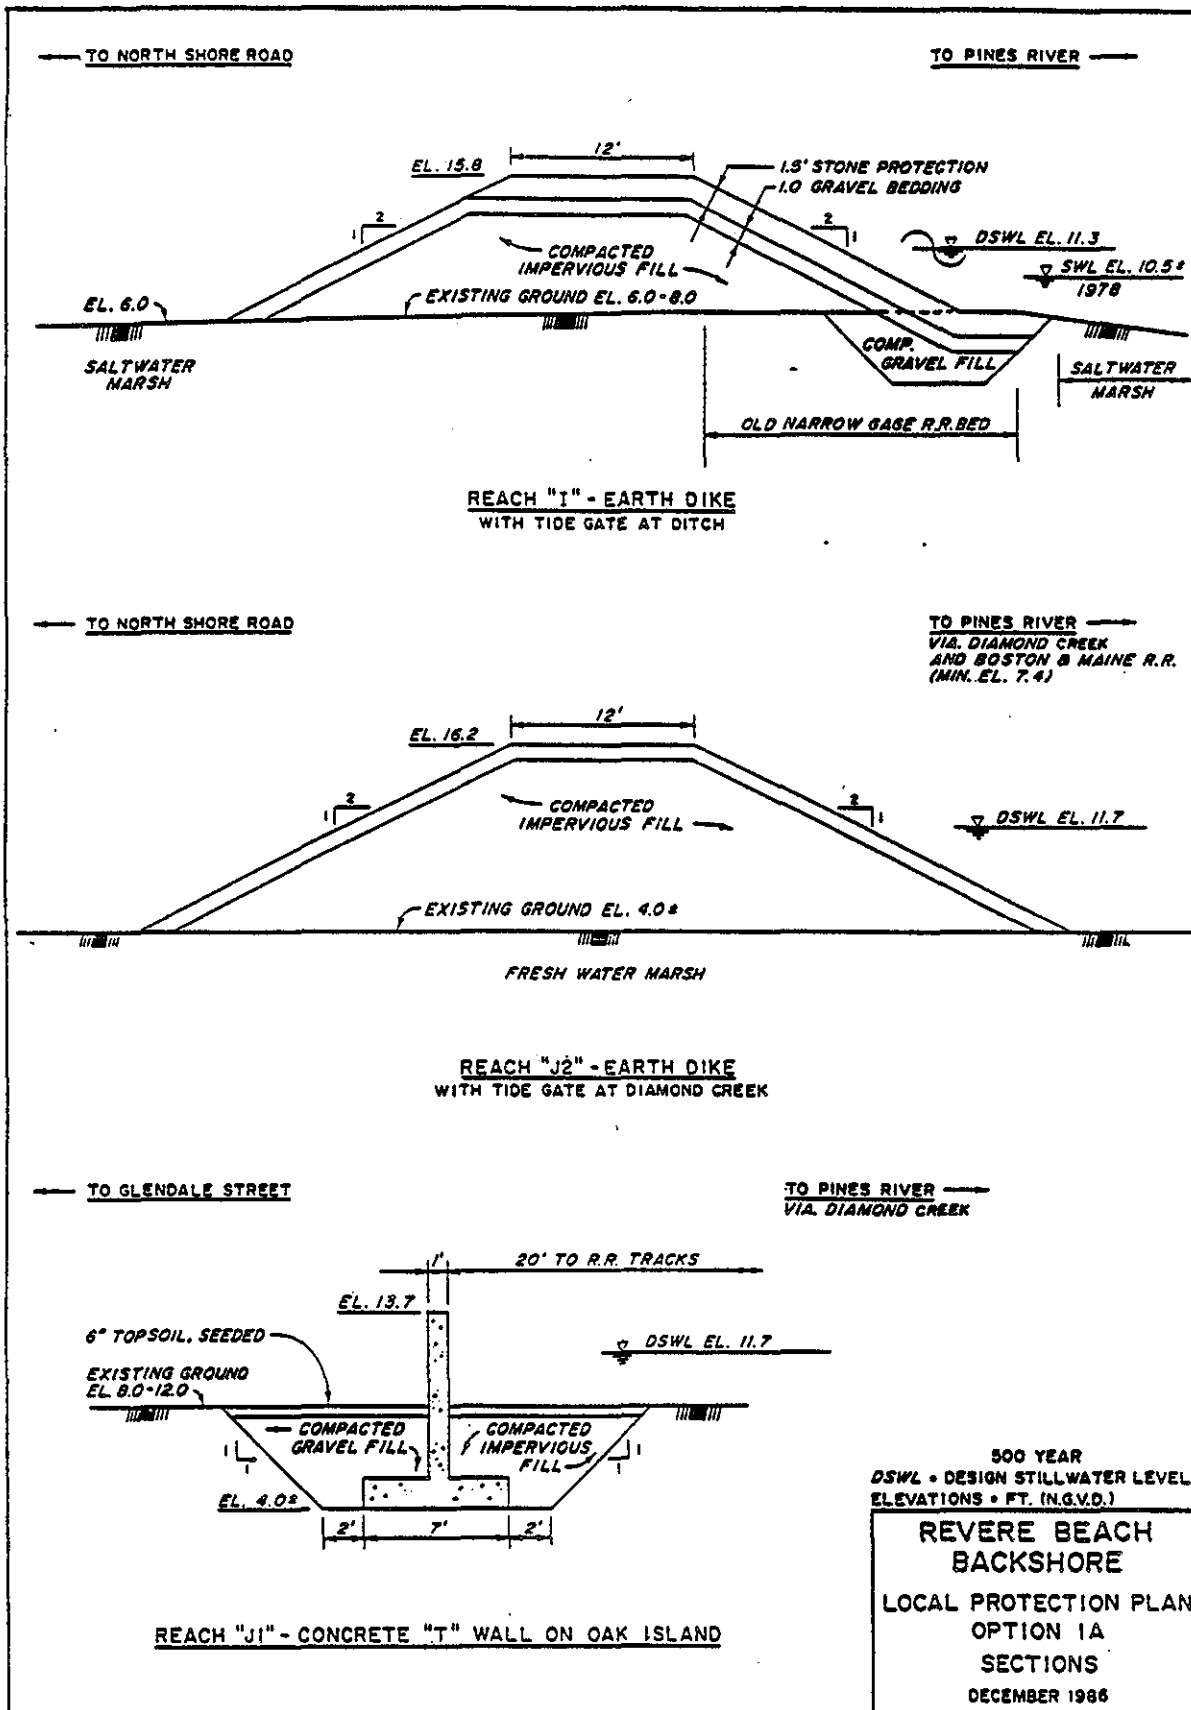 TO NORTH SHORE ROAD
TO PINES RIVER
12'
EL. 15.8
1.5' STONE PROTECTION
1.0 GRAVEL BEDDING
2
1
2
1
COMPACTED
IMPERVIOUS FILL
DSWL EL. 11.3
SWL EL. 10.5±
1978
EL. 6.0
EXISTING GROUND EL. 6.0-8.0
SALTWATER
MARSH
COMP.
GRAVEL FILL
SALTWATER
MARSH
OLD NARROW GAGE R.R. BED
REACH "I" - EARTH DIKE
WITH TIDE GATE AT DITCH
TO NORTH SHORE ROAD
TO PINES RIVER
VIA. DIAMOND CREEK
AND BOSTON & MAINE R.R.
(MIN. EL. 7.4)
12'
EL. 16.2
2
1
2
1
COMPACTED
IMPERVIOUS FILL
DSWL EL. 11.7
EXISTING GROUND EL. 4.0±
FRESH WATER MARSH
REACH "J2" - EARTH DIKE
WITH TIDE GATE AT DIAMOND CREEK
TO GLENDALE STREET
TO PINES RIVER
VIA. DIAMOND CREEK
1'
20' TO R.R. TRACKS
EL. 13.7
6" TOPSOIL, SEEDED
DSWL EL. 11.7
EXISTING GROUND
EL. 8.0-12.0
COMPACTED
GRAVEL FILL
COMPACTED
IMPERVIOUS
FILL
1
1
1
1
EL. 4.0±
2'
7'
2'
REACH "J1" - CONCRETE "T" WALL ON OAK ISLAND
500 YEAR
DSWL = DESIGN STILLWATER LEVEL
ELEVATIONS = FT. (N.G.V.D.)
REVERE BEACH
BACKSHORE
LOCAL PROTECTION PLAN
OPTION 1A
SECTIONS
DECEMBER 1986